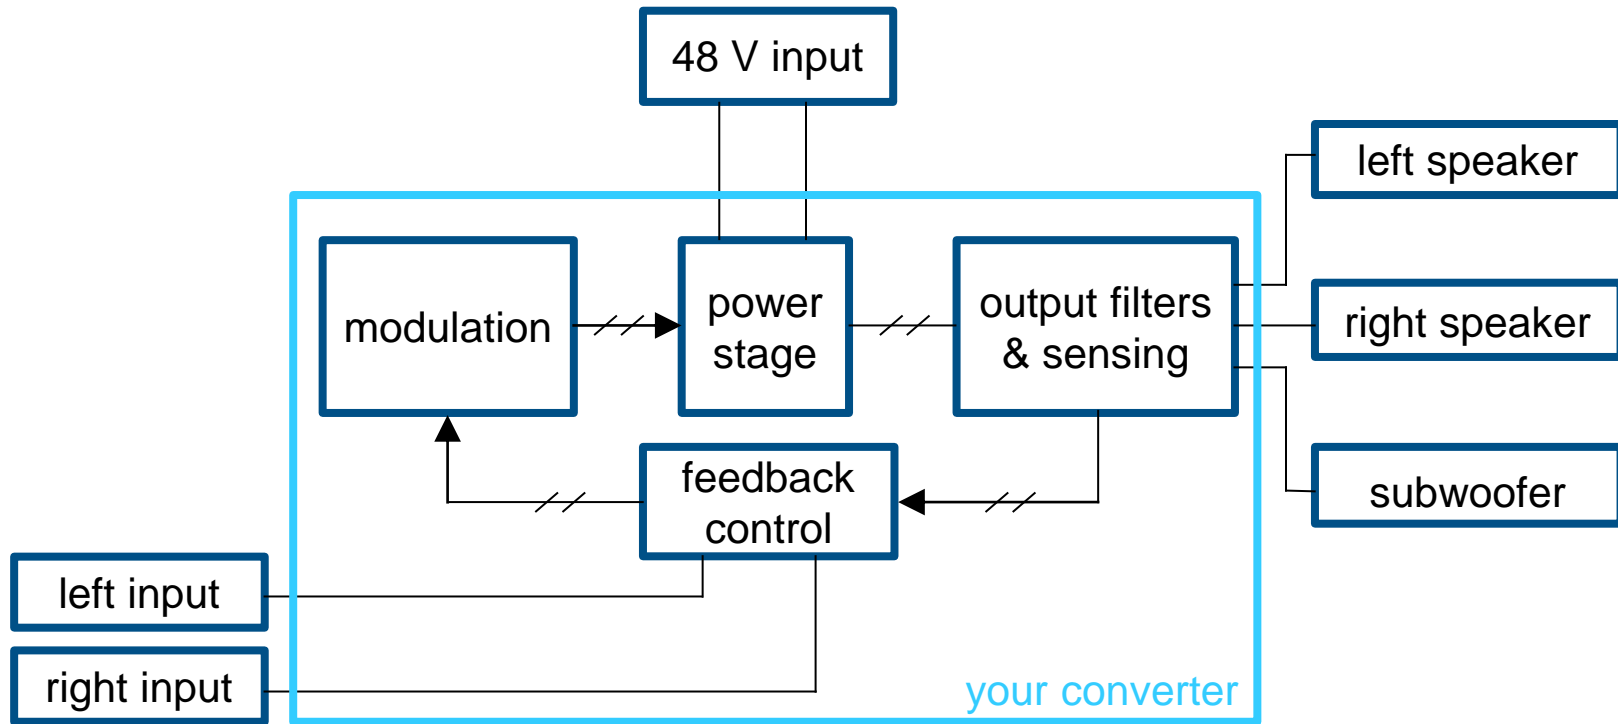 48 V input
left speaker
modulation
power
stage
output filters
& sensing
right speaker
feedback
control
subwoofer
left input
right input
your converter